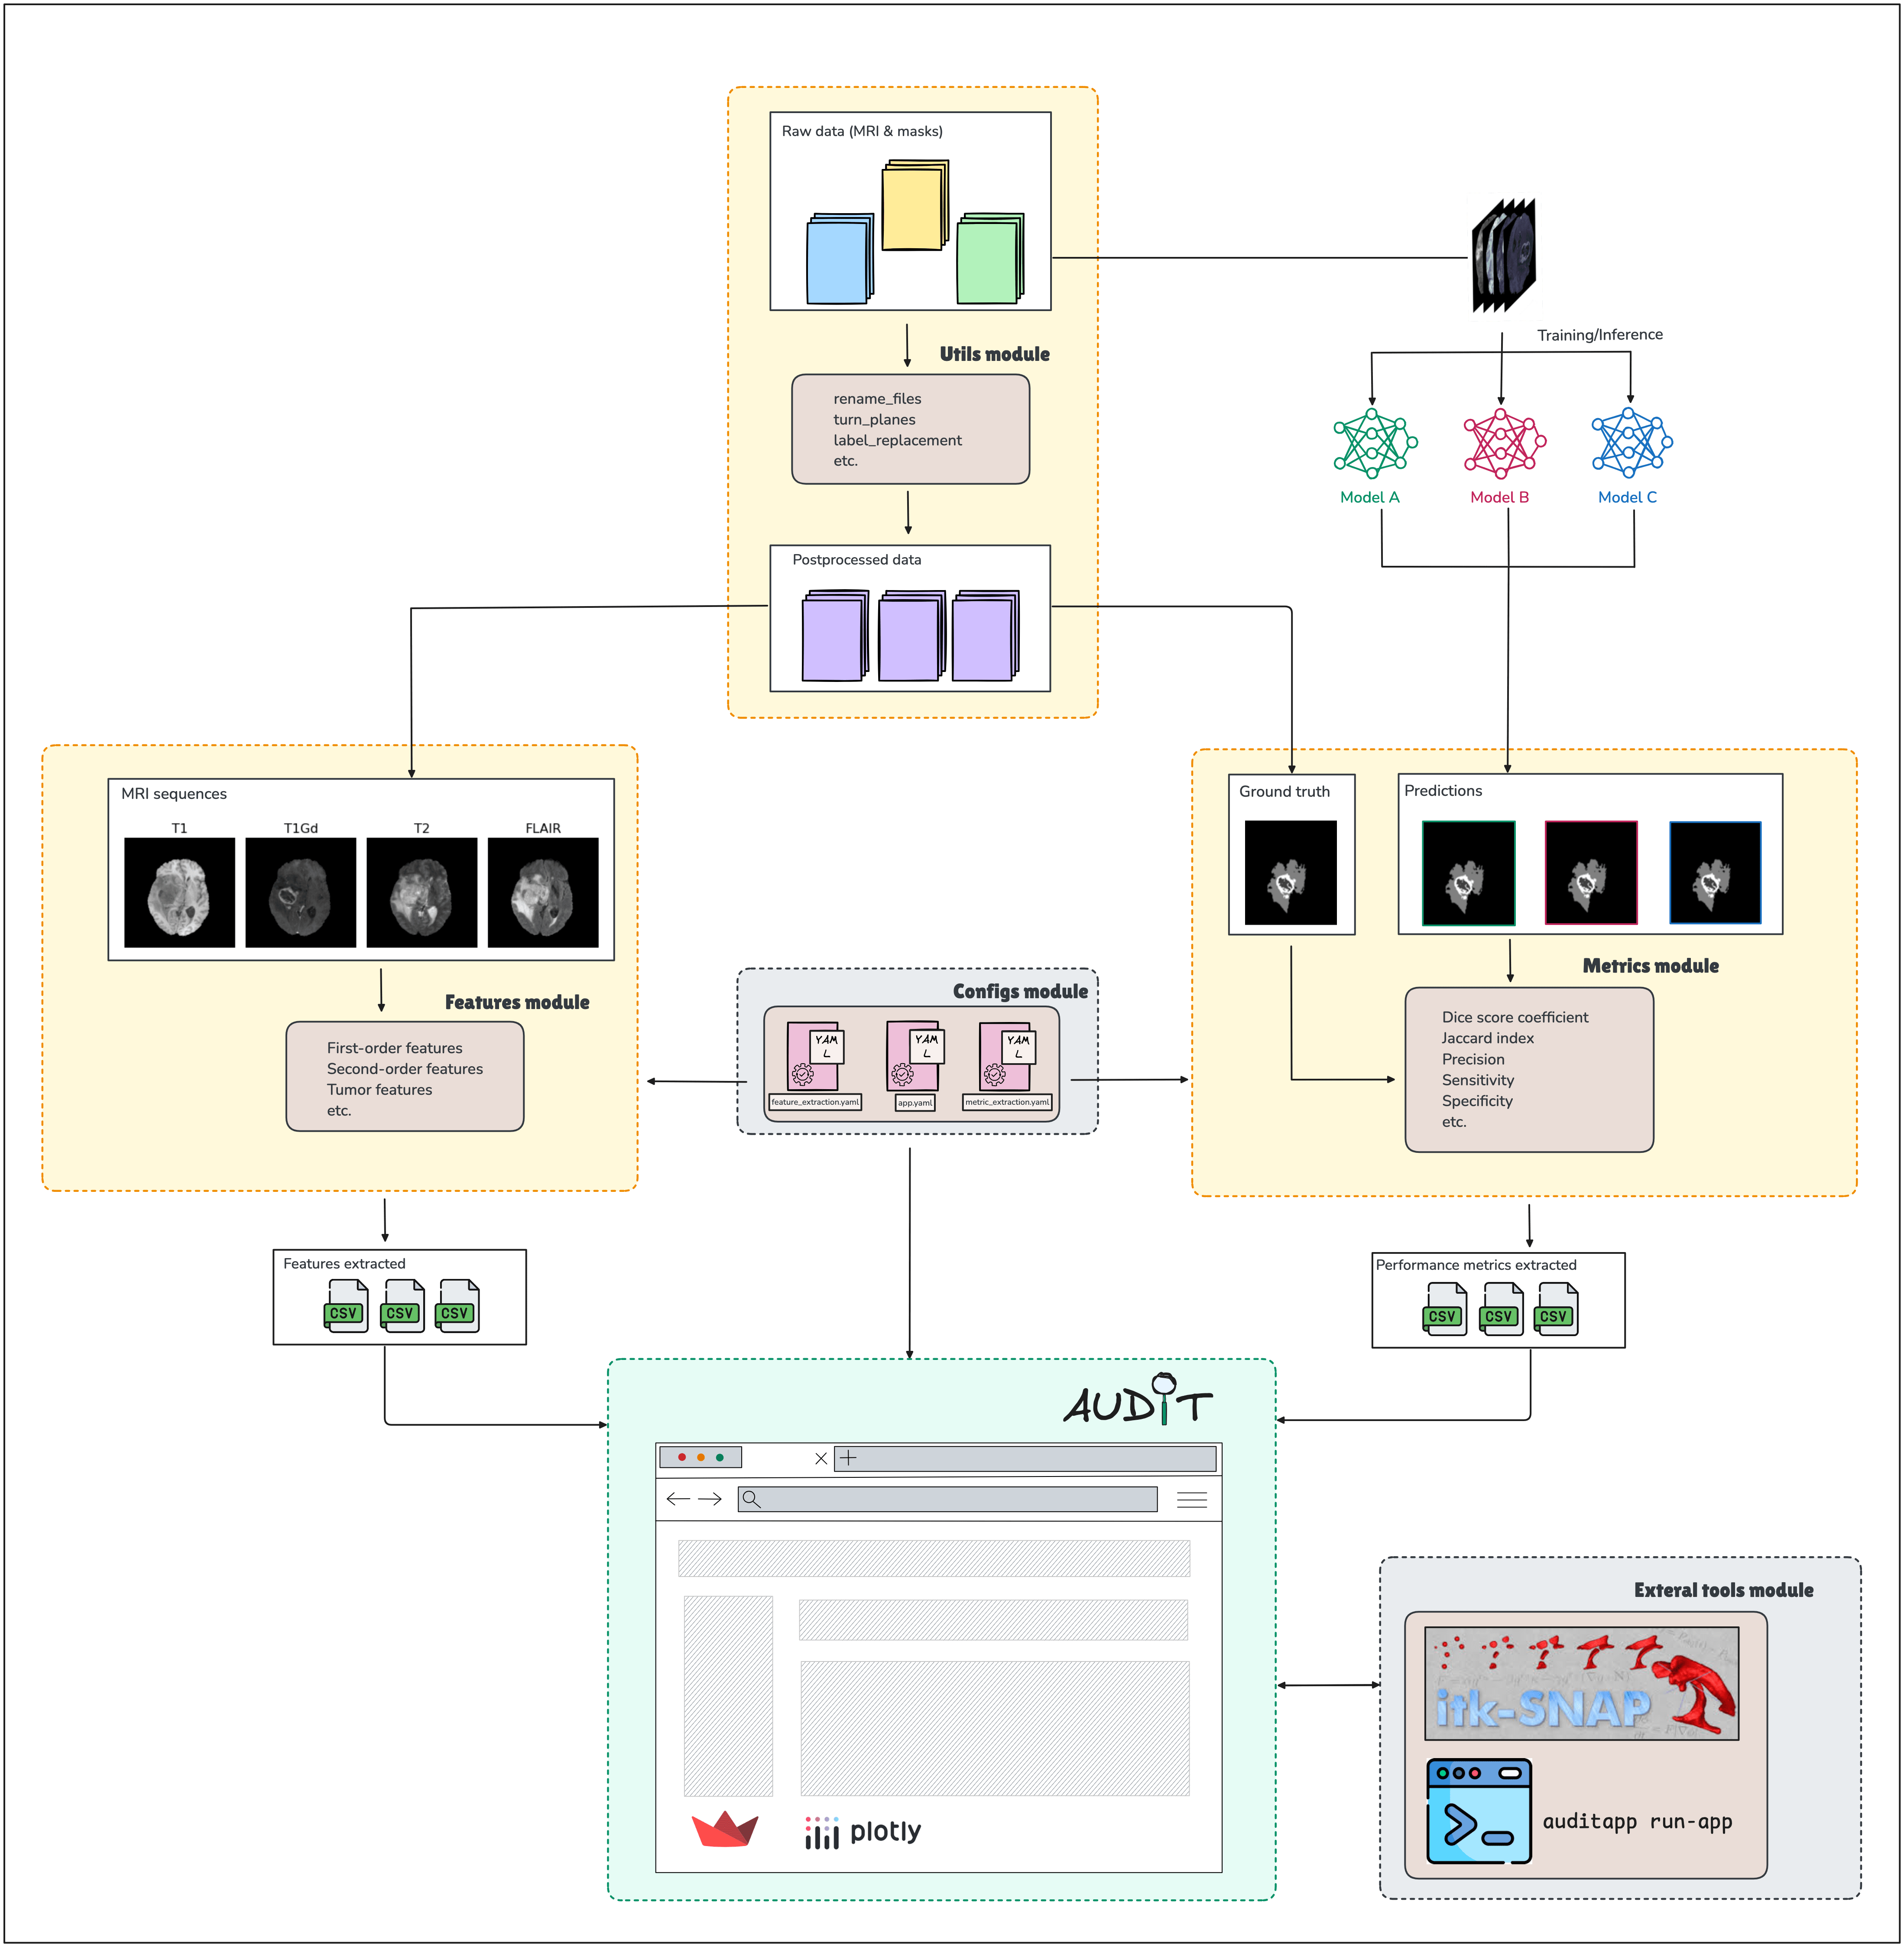 Raw data (MRI & masks)
Utils module
rename_files
turn_planes
label_replacement
etc.
Postprocessed data
Training/Inference
Model A
Model B
Model C
MRI sequences
T1
T1Gd
T2
FLAIR
Features module
First-order features
Second-order features
Tumor features
etc.
Configs module
YAM
L
YAM
L
YAM
L
feature_extraction.yaml
app.yaml
metric_extraction.yaml
Ground truth
Predictions
Metrics module
Dice score coefficient
Jaccard index
Precision
Sensitivity
Specificity
etc.
Features extracted
CSV
CSV
CSV
Performance metrics extracted
CSV
CSV
CSV
AUDIT
plotly
Exteral tools module
itk-SNAP
auditapp run-app